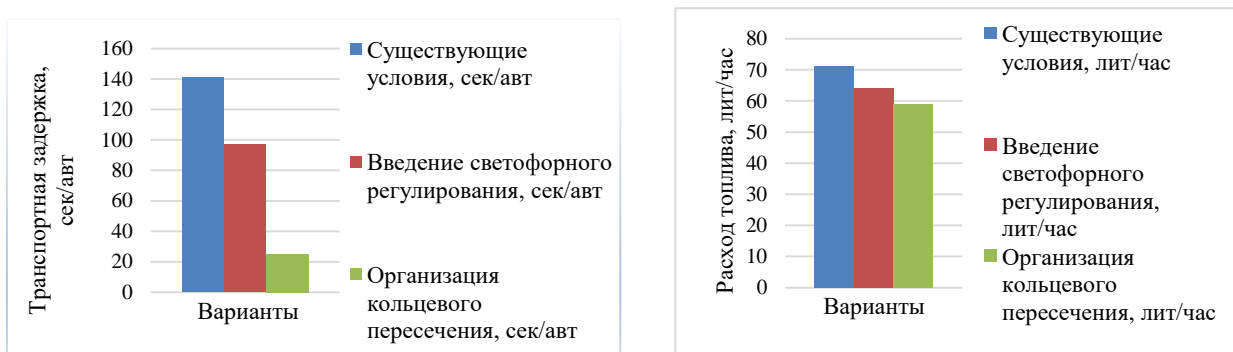 Транспортная задержка,
сек/авт
160
140
120
100
80
60
40
20
0
Варианты
Существующие
условия, сек/авт
Введение светофорного
регулирования, сек/авт
Организация
кольцевого
пересечения, сек/авт
Расход топлива, лит/час
80
70
60
50
40
30
20
10
0
Варианты
Существующие
условия, лит/час
Введение
светофорного
регулирования,
лит/час
Организация
кольцевого
пересечения, лит/час